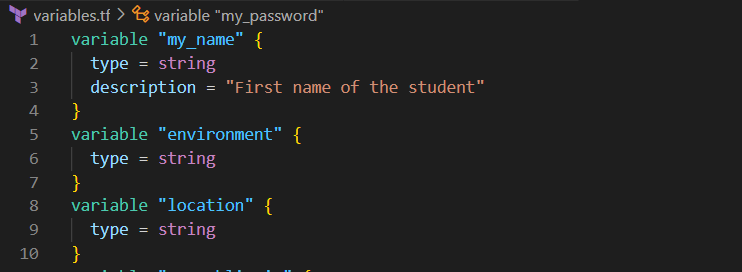 variables.tf > variable "my_password"
1 variable "my_name" {
2   type = string
3   description = "First name of the student"
4 }
5 variable "environment" {
6   type = string
7 }
8 variable "location" {
9   type = string
10 }